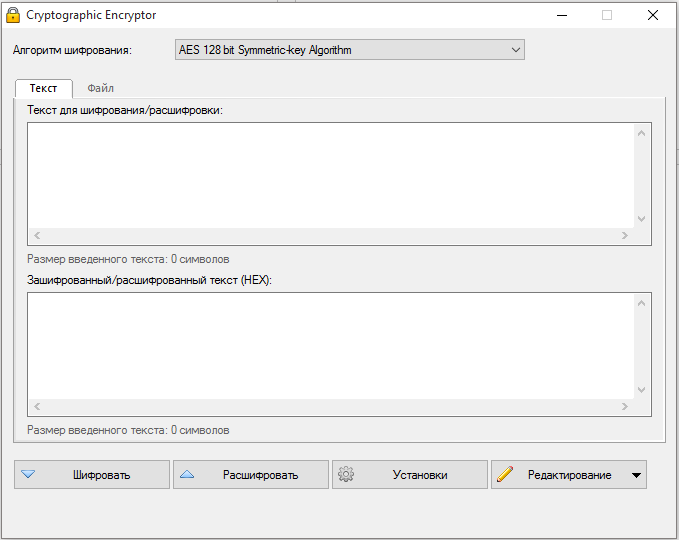 Cryptographic Encryptor
Алгоритм шифрования: AES 128 bit Symmetric-key Algorithm
Текст Файл
Текст для шифрования/расшифровки:
Размер введенного текста: 0 символов
Зашифрованный/расшифрованный текст (HEX):
Размер введенного текста: 0 символов
Шифровать Расшифровать Установки Редактирование